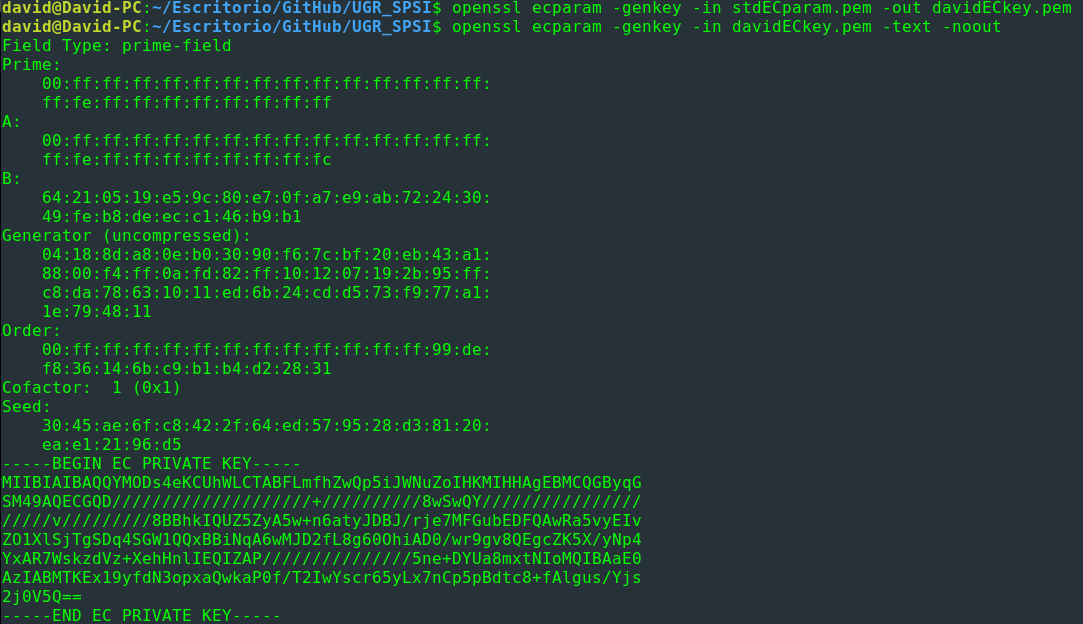 david@David-PC:~/Escritorio/GitHub/UGR_SPSI$ openssl ecparam -genkey -in stdECparam.pem -out davidECkey.pem
david@David-PC:~/Escritorio/GitHub/UGR_SPSI$ openssl ecparam -genkey -in davidECkey.pem -text -noout
Field Type: prime-field
Prime:
    00:ff:ff:ff:ff:ff:ff:ff:ff:ff:ff:ff:ff:ff:ff:
    ff:fe:ff:ff:ff:ff:ff:ff:ff:ff
A:
    00:ff:ff:ff:ff:ff:ff:ff:ff:ff:ff:ff:ff:ff:ff:
    ff:fe:ff:ff:ff:ff:ff:ff:ff:fc
B:
    64:21:05:19:e5:9c:80:e7:0f:a7:e9:ab:72:24:30:
    49:fe:b8:de:ec:c1:46:b9:b1
Generator (uncompressed):
    04:18:8d:a8:0e:b0:30:90:f6:7c:bf:20:eb:43:a1:
    88:00:f4:ff:0a:fd:82:ff:10:12:07:19:2b:95:ff:
    c8:da:78:63:10:11:ed:6b:24:cd:d5:73:f9:77:a1:
    1e:79:48:11
Order:
    00:ff:ff:ff:ff:ff:ff:ff:ff:ff:ff:ff:ff:99:de:
    f8:36:14:6b:c9:b1:b4:d2:28:31
Cofactor:  1 (0x1)
Seed:
    30:45:ae:6f:c8:42:2f:64:ed:57:95:28:d3:81:20:
    ea:e1:21:96:d5
-----BEGIN EC PRIVATE KEY-----
MIIBIAIBAQQYMODs4eKCUhWLCTABFLmfhZwQp5iJWNuZoIHKMIHHAgEBMCQGByqG
SM49AQECGQD////////////////////+//////////8wSwQY////////////////
/////v/////////8BBhkIQUZ5ZyA5w+n6atyJDBJ/rje7MFGubEDFQAwRa5vyEIv
ZO1XlSjTgSDq4SGW1QQxBBiNqA6wMJD2fL8g60OhiAD0/wr9gv8QEgcZK5X/yNp4
YxAR7WskzdVz+XehHnlIEQIZAP///////////////5ne+DYUa8mxtNIoMQIBAaE0
AzIABMTKEx19yfdN3opxaQwkaP0f/T2IwYscr65yLx7nCp5pBdtc8+fAlgus/Yjs
2j0V5Q==
-----END EC PRIVATE KEY-----